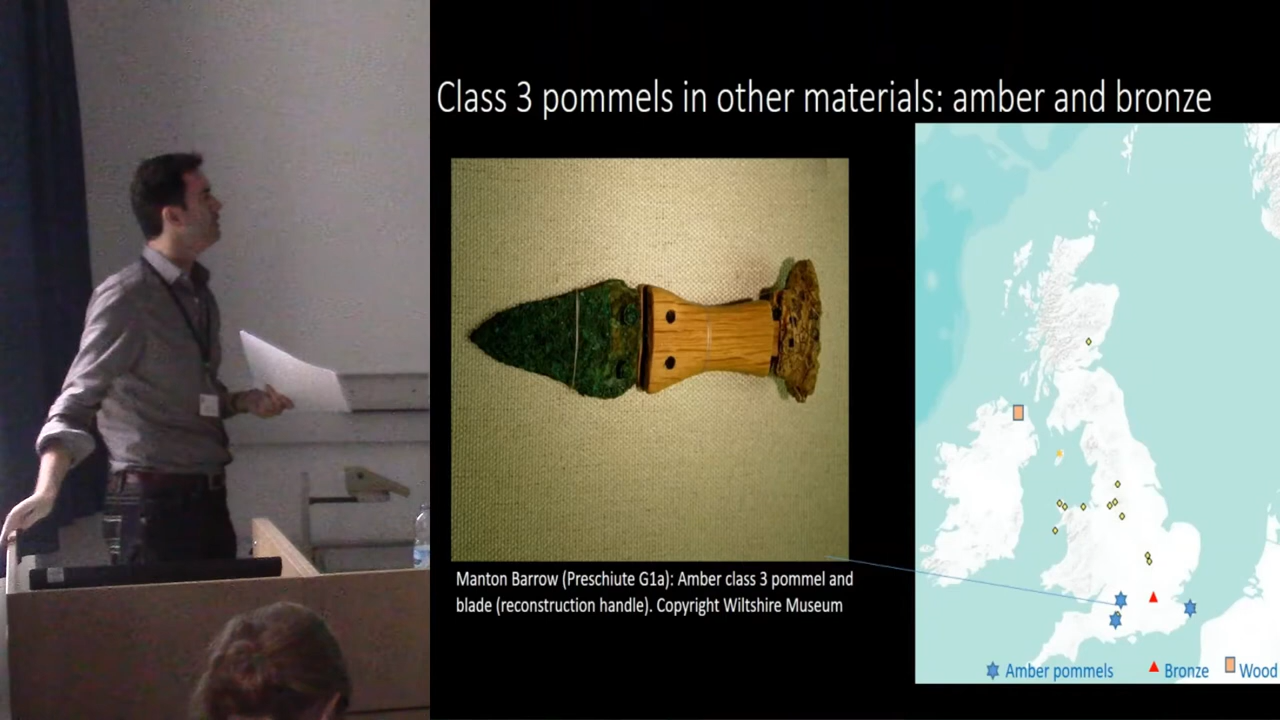 Class 3 pommels in other materials: amber and bronze
Manton Barrow (Preschiute G1a): Amber class 3 pommel and
blade (reconstruction handle). Copyright Wiltshire Museum
Amber pommels
Bronze
Wood